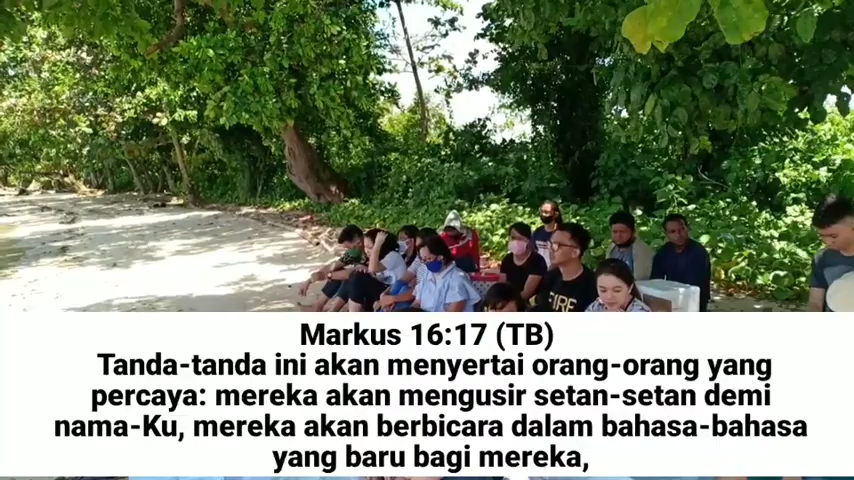 FIRE
Markus 16:17 (TB)
Tanda-tanda ini akan menyertai orang-orang yang
percaya: mereka akan mengusir setan-setan demi
nama-Ku, mereka akan berbicara dalam bahasa-bahasa
yang baru bagi mereka,